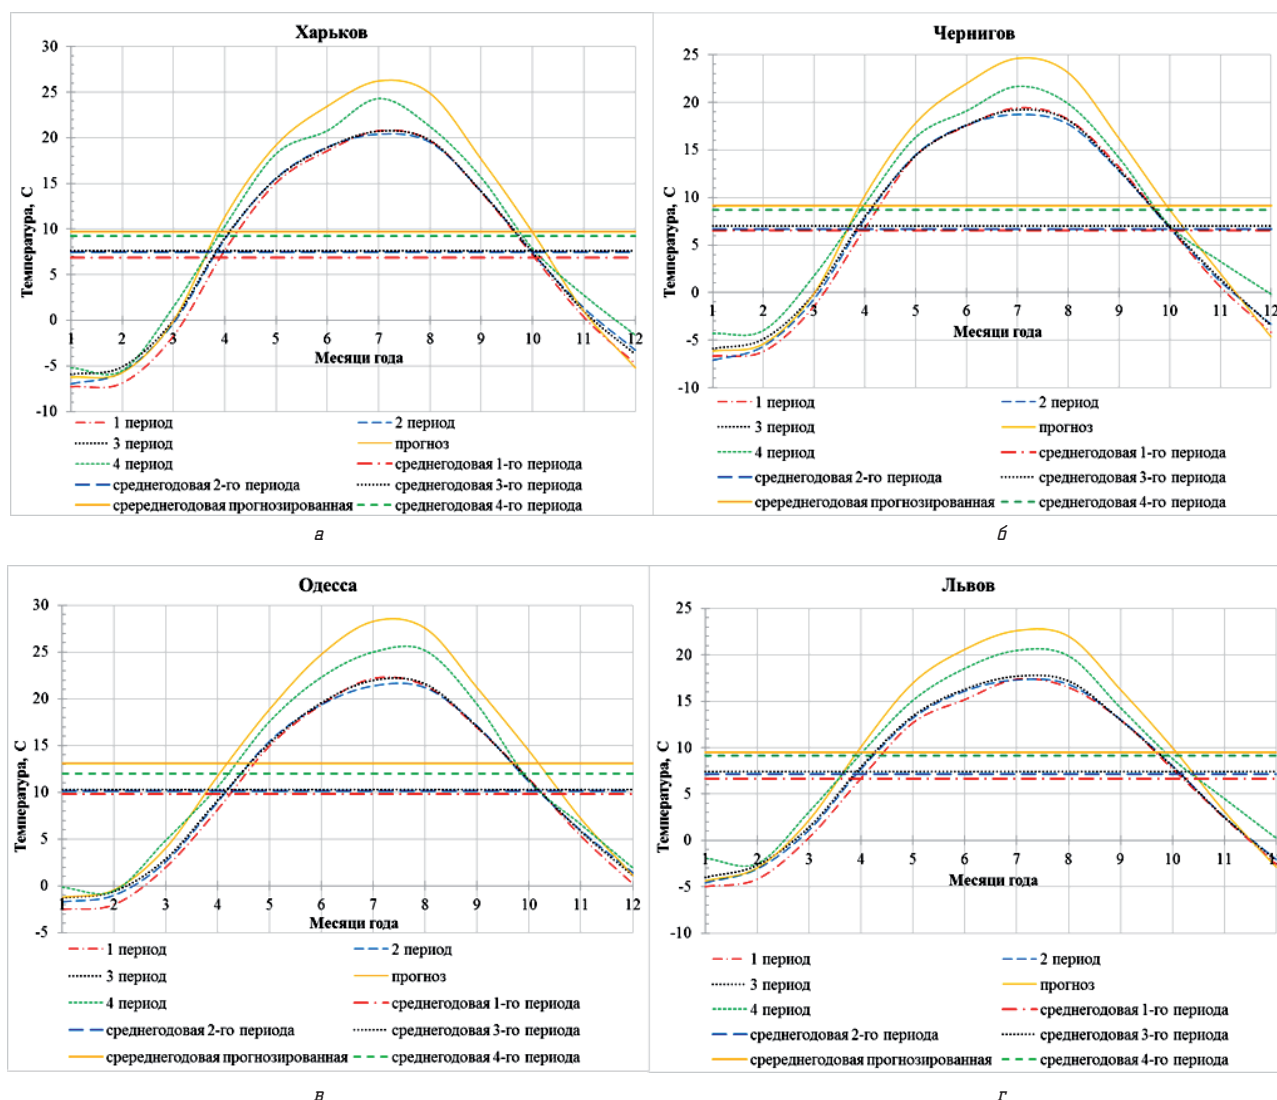 Харьков
30
25
20
15
10
5
0
-5
-10
Температура, С
1 2 3 4 5 6 7 8 9 10 11 12
Месяци года
1 период 2 период
3 период прогноз
4 период среднегодовая 1-го периода
среднегодовая 2-го периода среднегодовая 3-го периода
сререднегодовая прогнозированная среднегодовая 4-го периода
а
Чернигов
25
20
15
10
5
0
-5
-10
Температура, С
1 2 3 4 5 6 7 8 9 10 11 12
Месяци года
1 период 2 период
3 период прогноз
4 период среднегодовая 1-го периода
среднегодовая 2-го периода среднегодовая 3-го периода
сререднегодовая прогнозированная среднегодовая 4-го периода
б
Одесса
30
25
20
15
10
5
0
-5
Температура, С
1 2 3 4 5 6 7 8 9 10 11 12
Месяци года
1 период 2 период
3 период прогноз
4 период среднегодовая 1-го периода
среднегодовая 2-го периода среднегодовая 3-го периода
сререднегодовая прогнозированная среднегодовая 4-го периода
в
Львов
25
20
15
10
5
0
-5
-10
Температура, С
1 2 3 4 5 6 7 8 9 10 11 12
Месяци года
1 период 2 период
3 период прогноз
4 период среднегодовая 1-го периода
среднегодовая 2-го периода среднегодовая 3-го периода
сререднегодовая прогнозированная среднегодовая 4-го периода
г